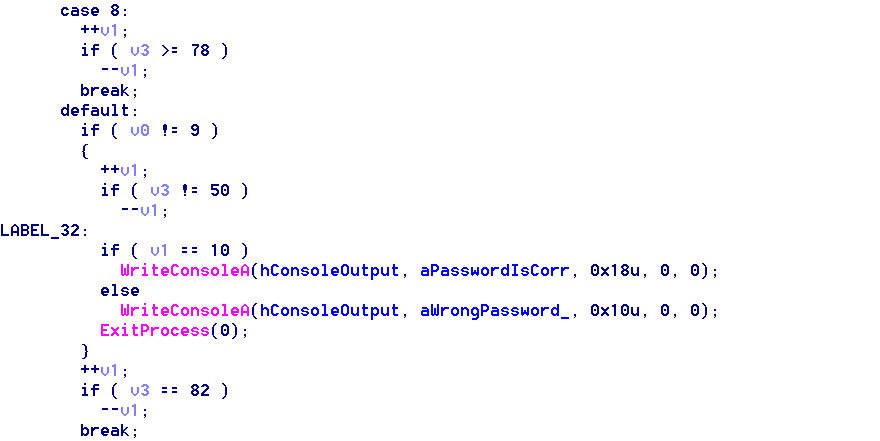 case 8:
++v1;
if ( v3 >= 78 )
--v1;
break;
default:
if ( v0 != 9 )
{
++v1;
if ( v3 != 50 )
--v1;
LABEL_32:
if ( v1 == 10 )
WriteConsoleA(hConsoleOutput, aPasswordIsCorr, 0x18u, 0, 0);
else
WriteConsoleA(hConsoleOutput, aWrongPassword_, 0x10u, 0, 0);
ExitProcess(0);
}
++v1;
if ( v3 == 82 )
--v1;
break;